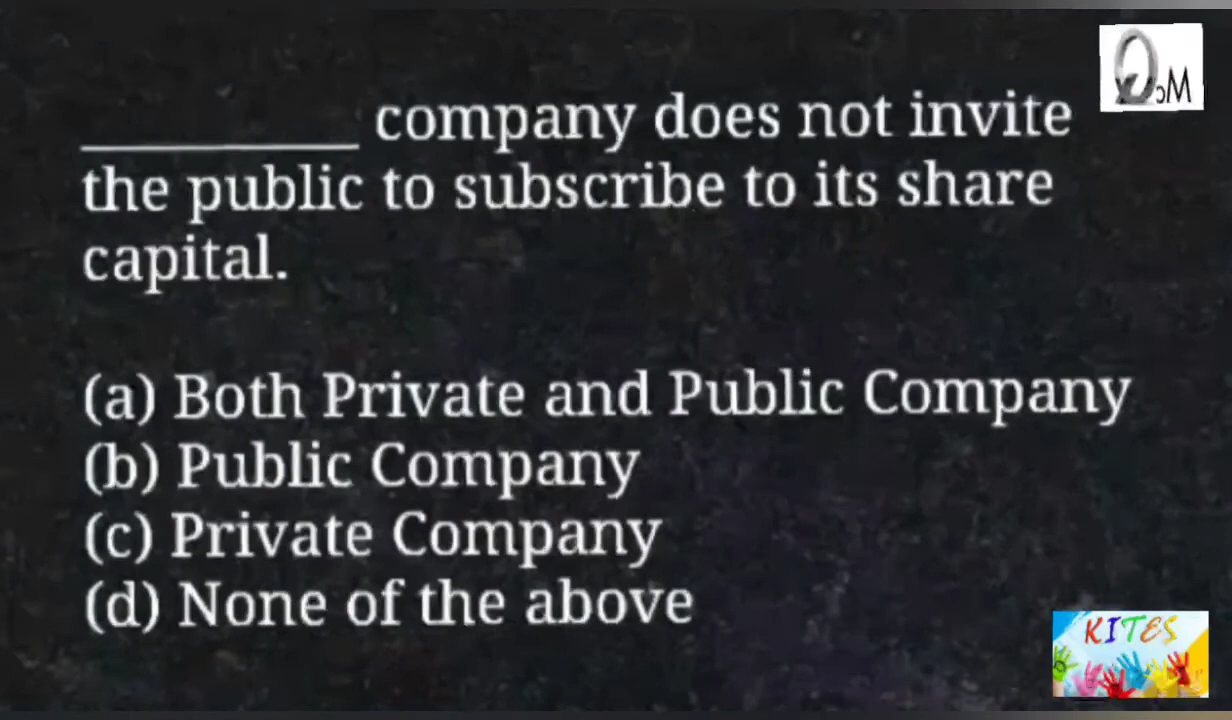 __________ company does not invite
the public to subscribe to its share
capital.
(a) Both Private and Public Company
(b) Public Company
(c) Private Company
(d) None of the above
KITES